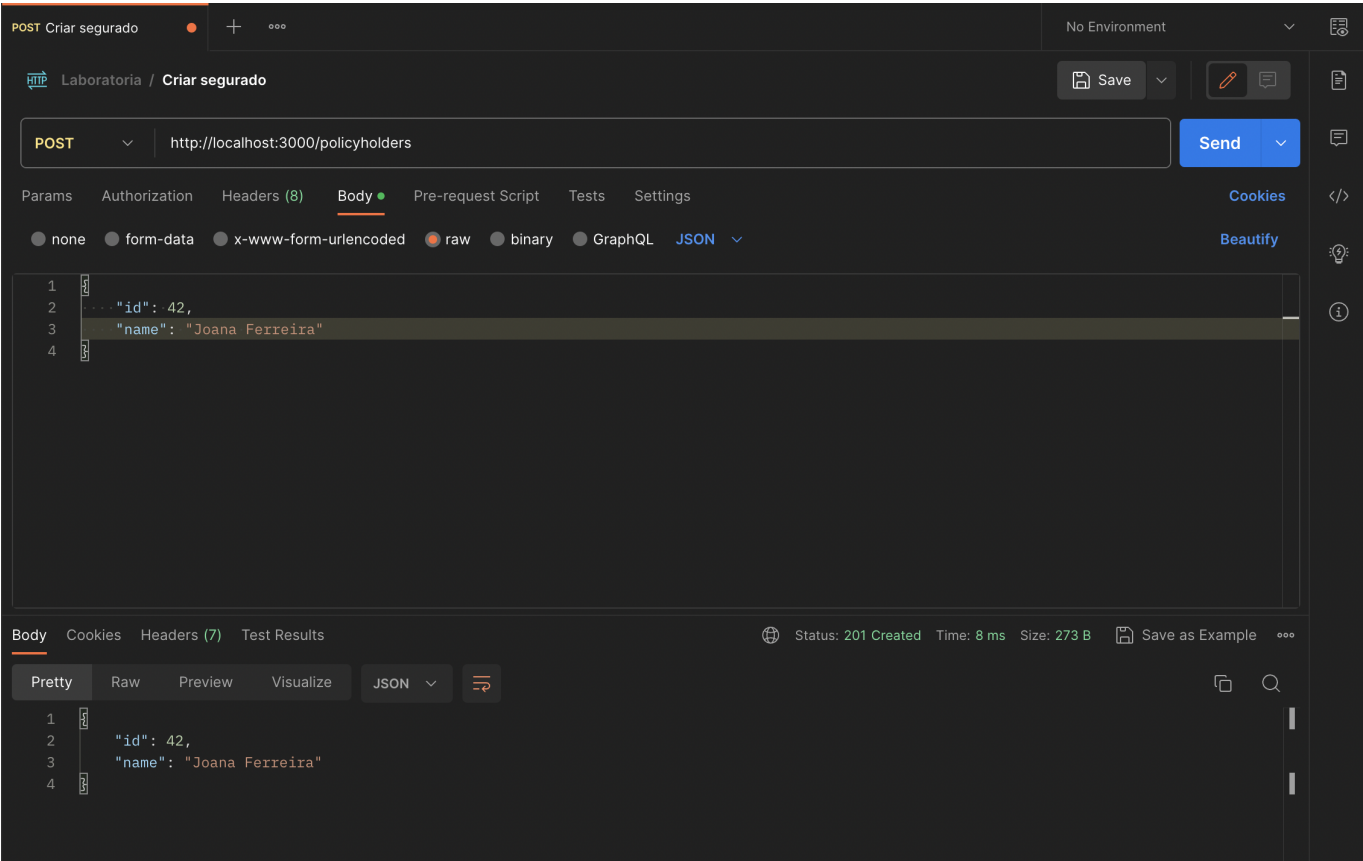 POST Criar segurado
No Environment
HTTP Laboratoria / Criar segurado
Save
POST http://localhost:3000/policyholders
Send
Params Authorization Headers (8) Body Pre-request Script Tests Settings Cookies
none form-data x-www-form-urlencoded raw binary GraphQL JSON Beautify
1 {
2 "id": 42,
3 "name": "Joana Ferreira"
4 }
Body Cookies Headers (7) Test Results Status: 201 Created Time: 8 ms Size: 273 B Save as Example
Pretty Raw Preview Visualize JSON
1 {
2 "id": 42,
3 "name": "Joana Ferreira"
4 }